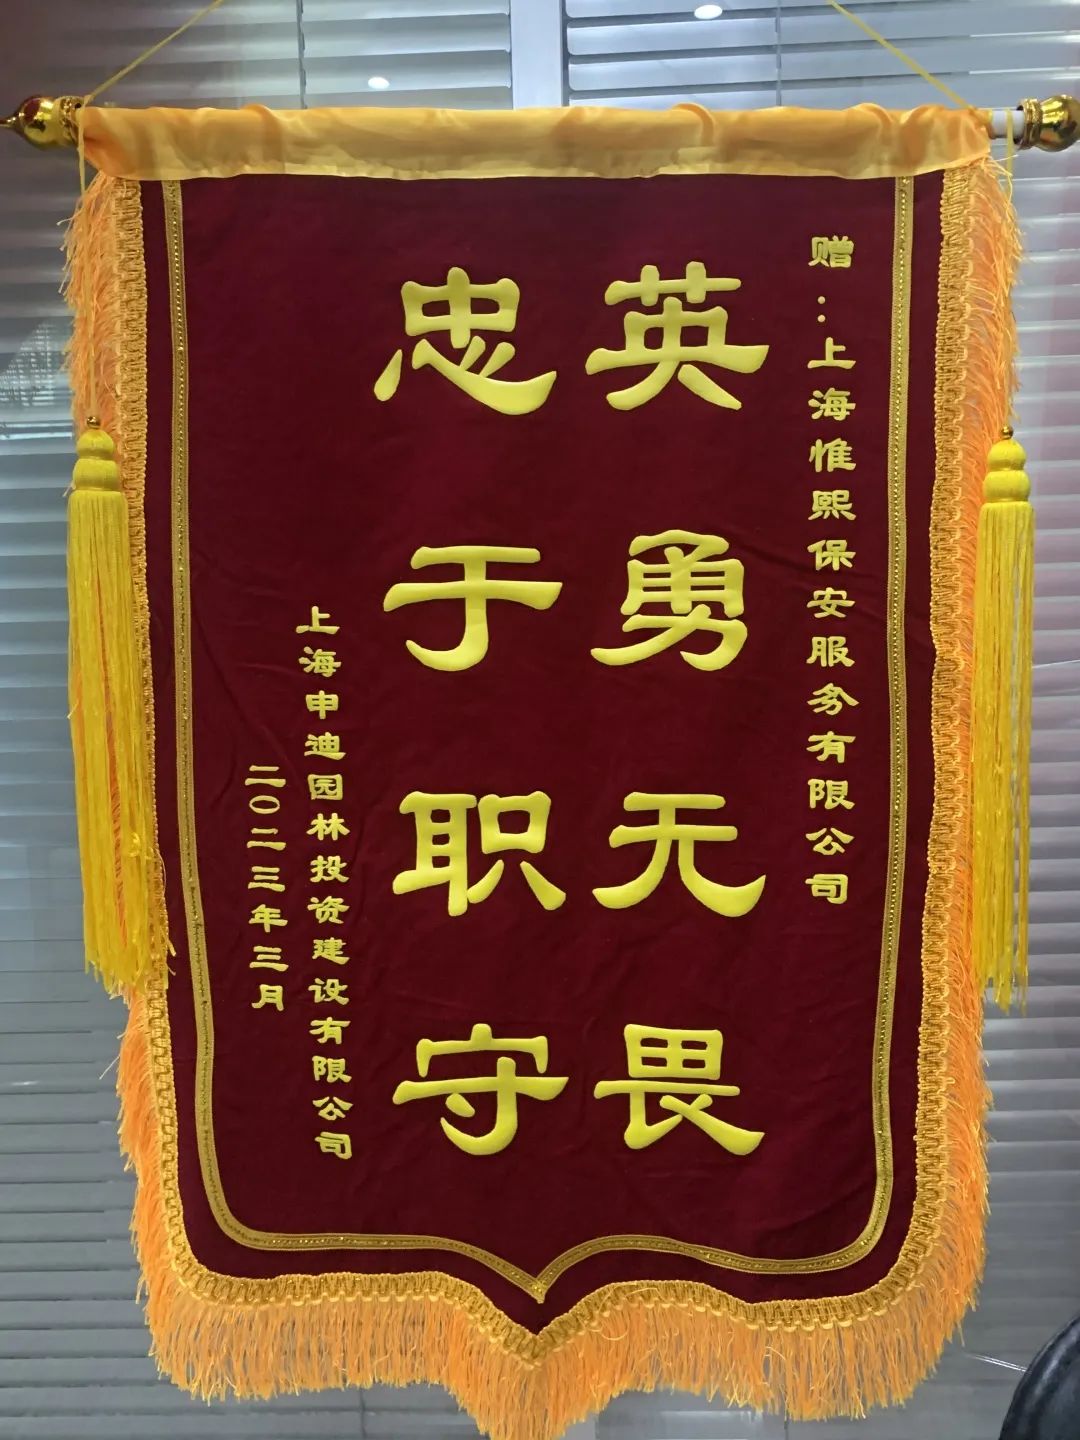 赠：上海惟熙保安服务有限公司
英勇无畏
忠于职守
上海申迪园林投资建设有限公司
二〇二三年三月